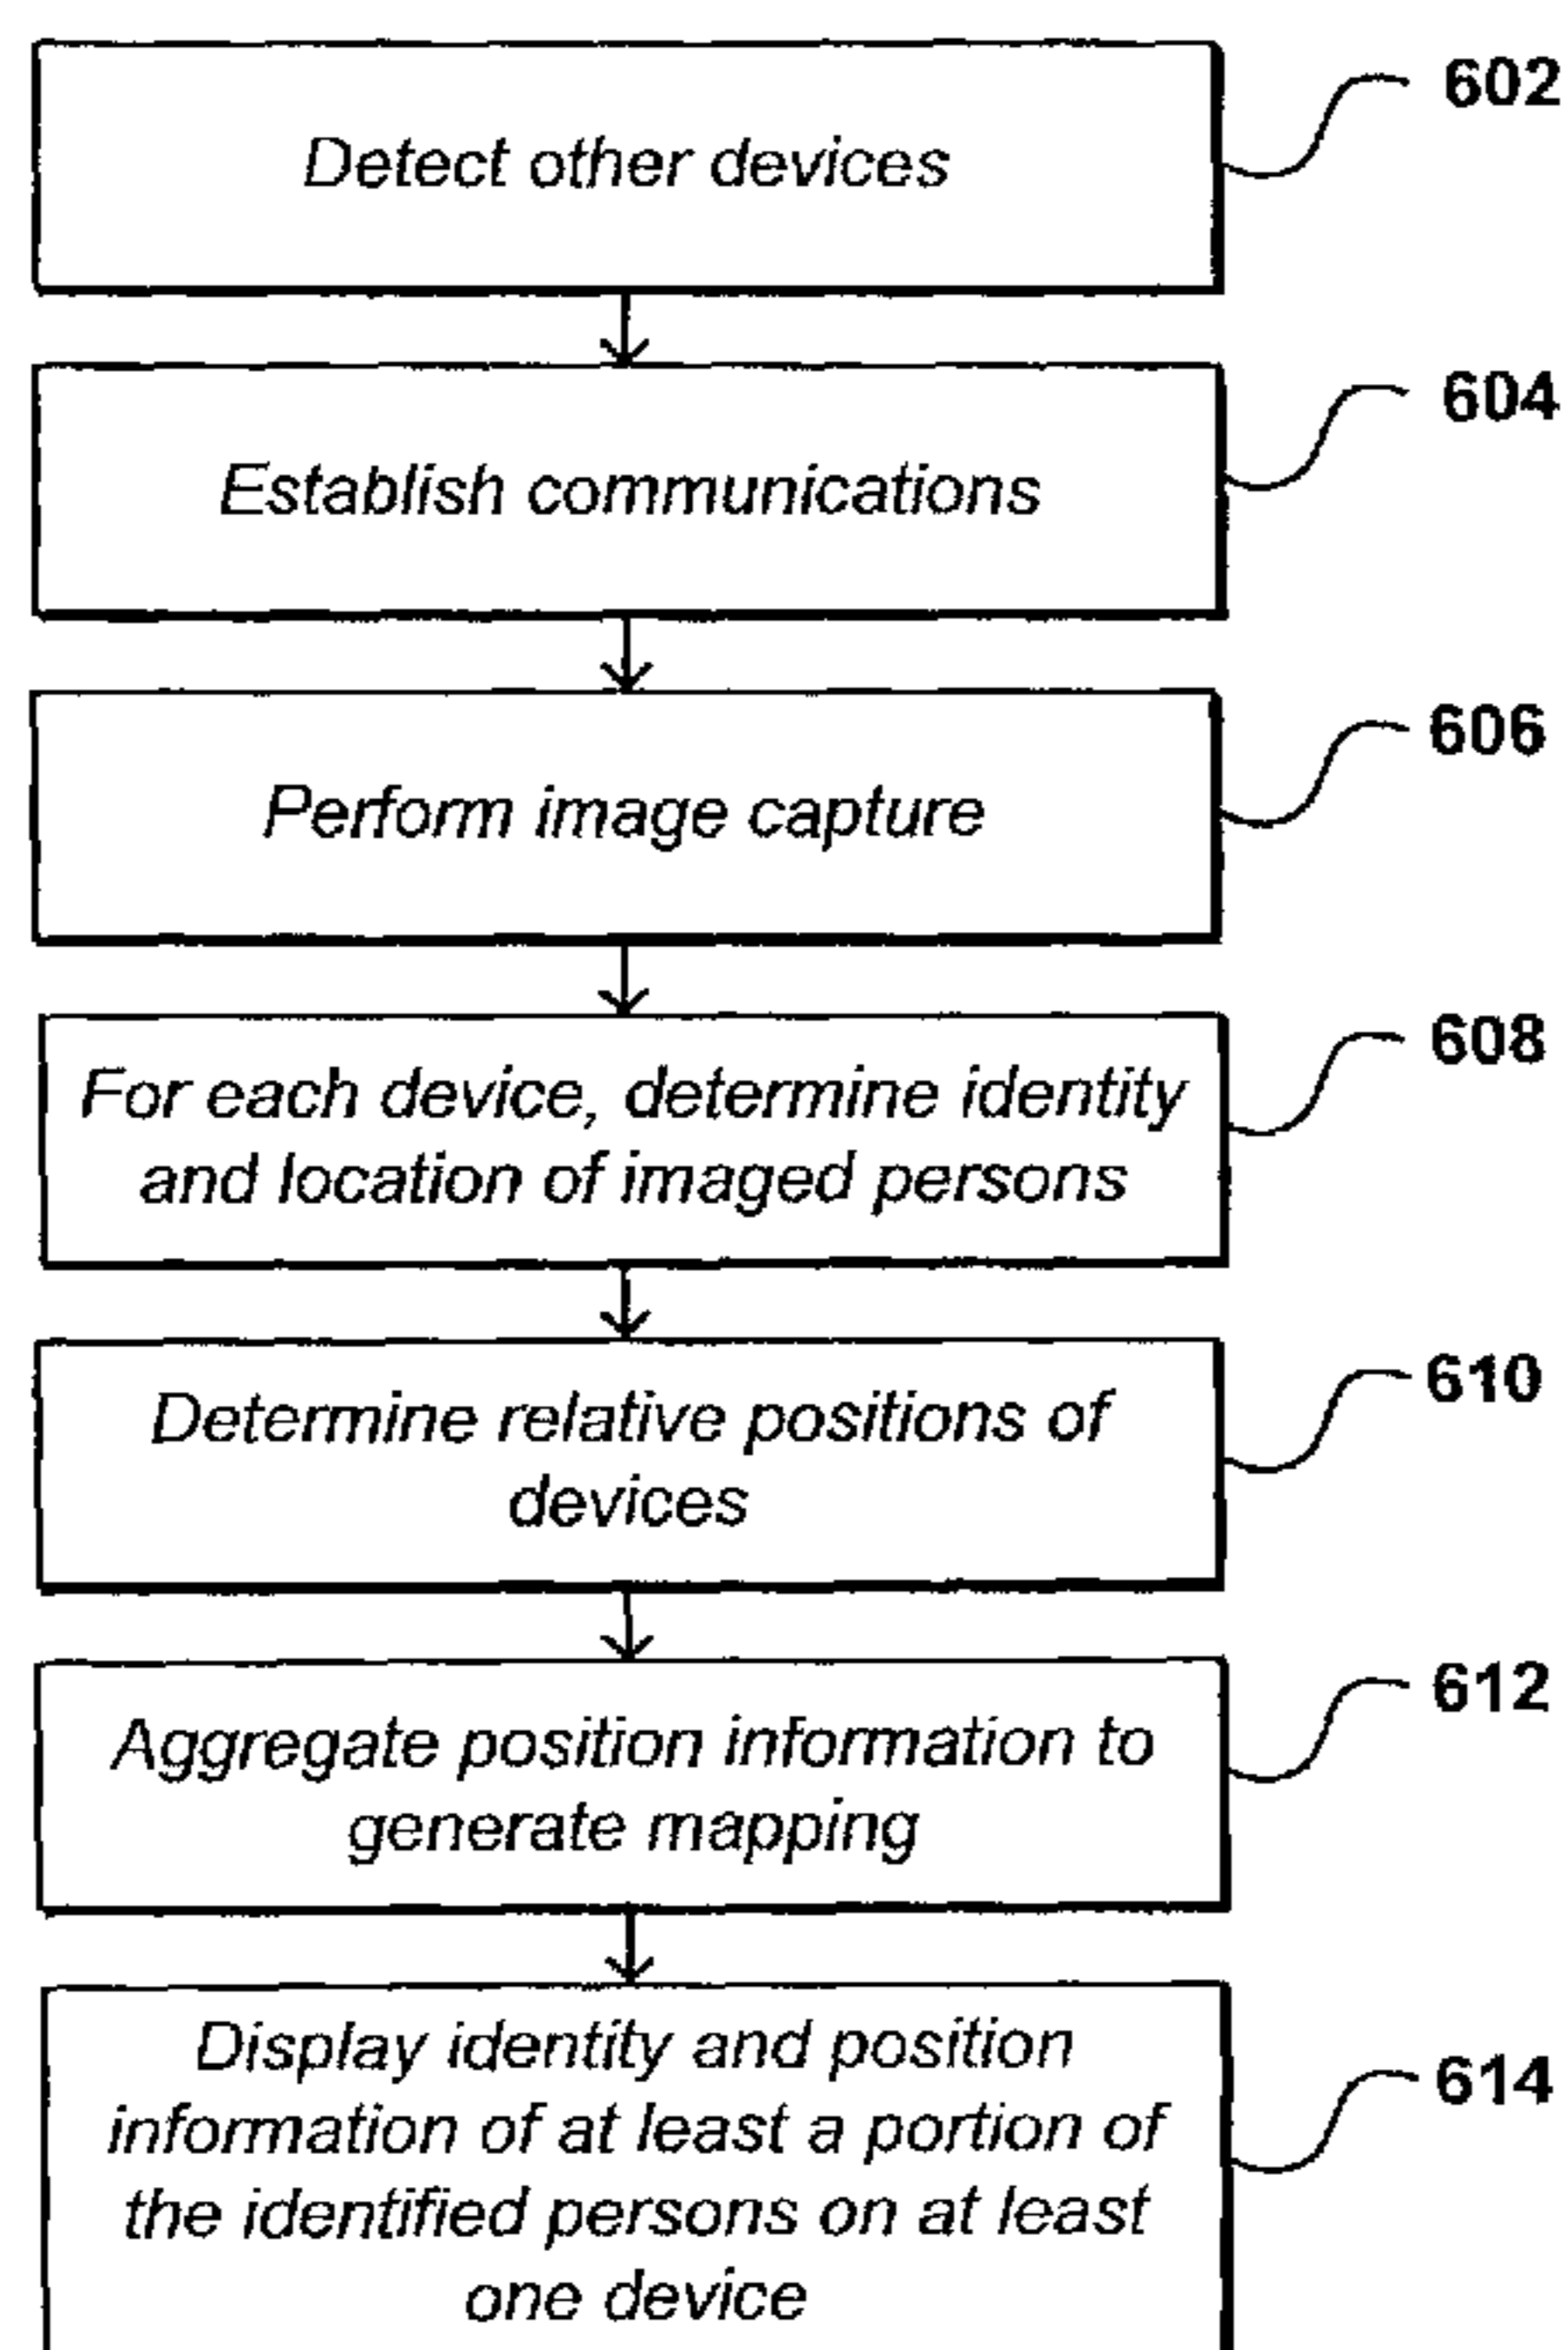 Detect other devices
602
Establish communications
604
Perform image capture
606
For each device, determine identity
and location of imaged persons
608
Determine relative positions of
devices
610
Aggregate position information to
generate mapping
612
Display identity and position
information of at least a portion of
the identified persons on at least
one device
614